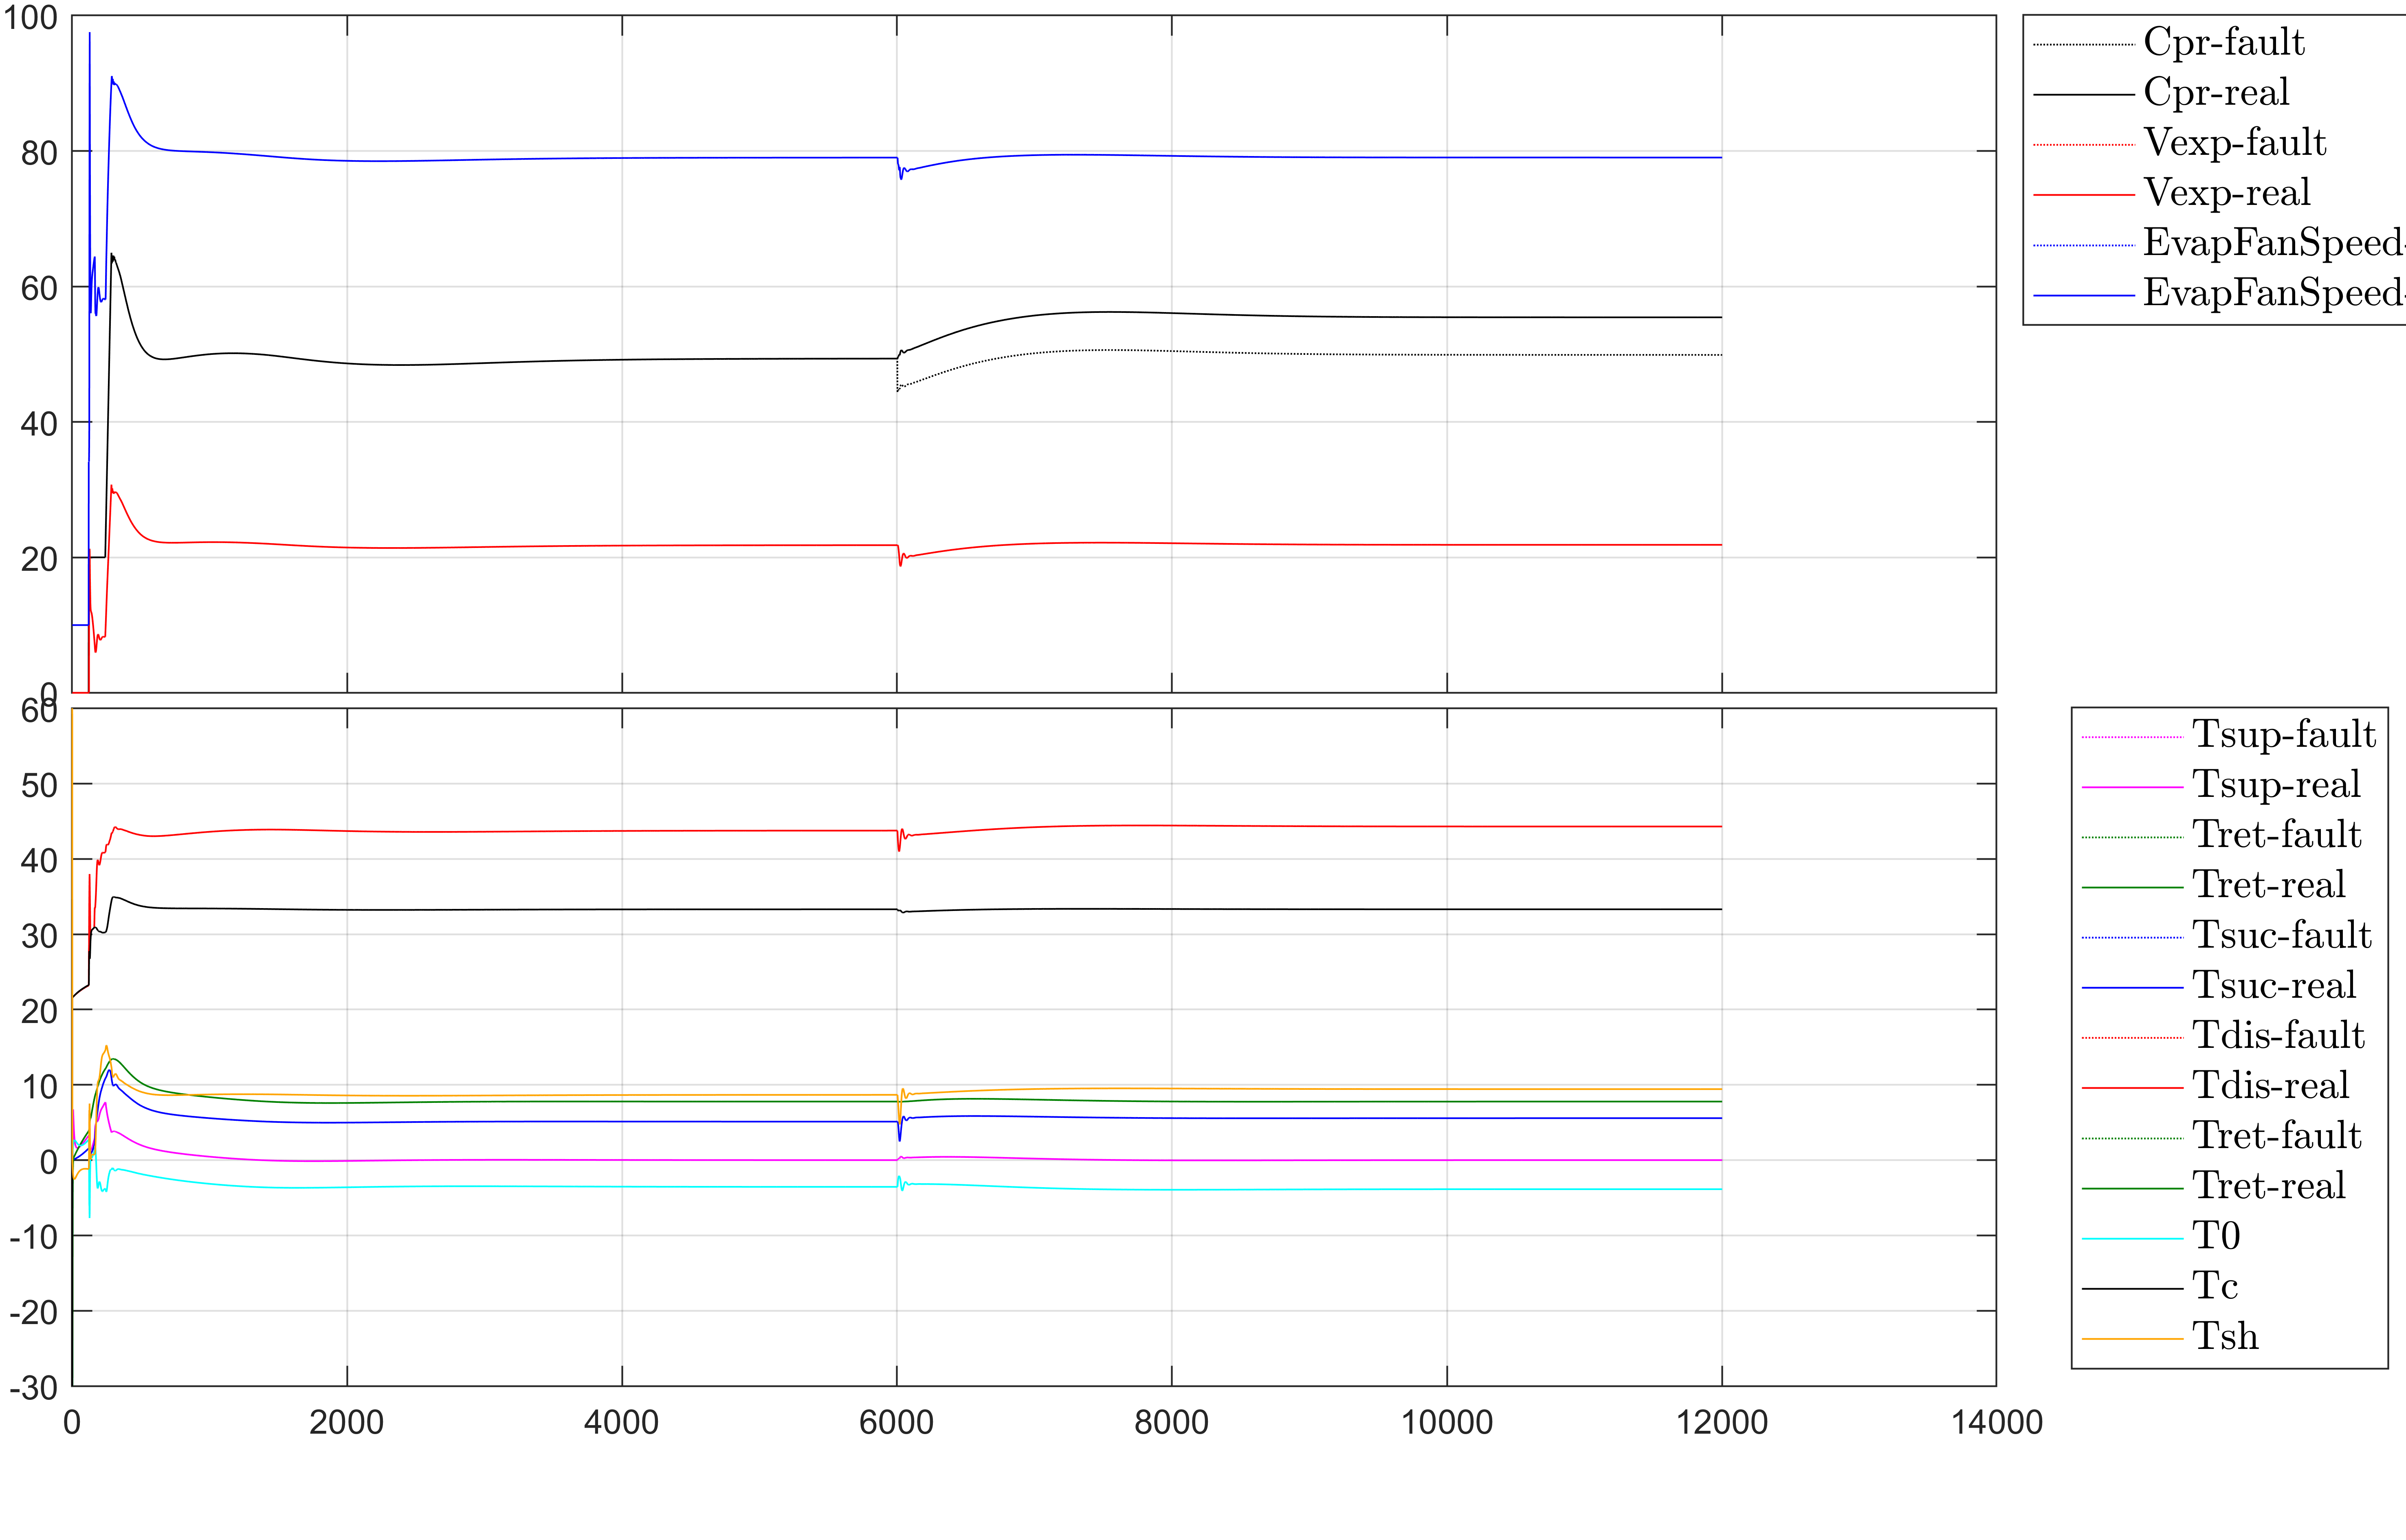 100
80
60
40
20
0
Cpr-fault
Cpr-real
Vexp-fault
Vexp-real
EvapFanSpeed-
EvapFanSpeed-
60
50
40
30
20
10
0
-10
-20
-30
0 2000 4000 6000 8000 10000 12000 14000
Tsup-fault
Tsup-real
Tret-fault
Tret-real
Tsuc-fault
Tsuc-real
Tdis-fault
Tdis-real
Tret-fault
Tret-real
T0
Tc
Tsh